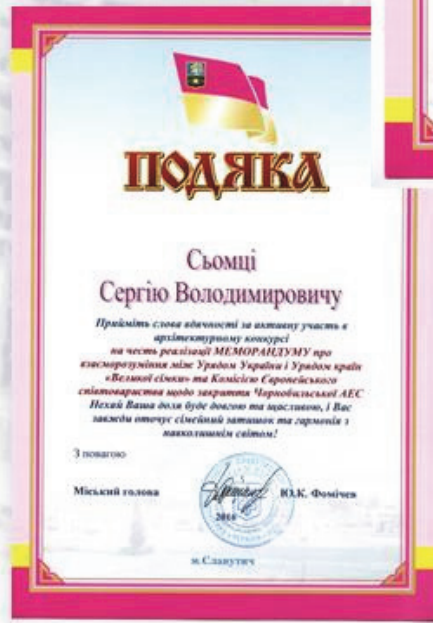 ПОДЯКА
Сьомці
Сергію Володимировичу
Прийміть слова вдячності за активну участь в
архітектурному конкурсі
на честь реалізації МЕМОРАНДУМУ про
взаєморозуміння між Урядом України і Урядом країн
«Великої сімки» та Комісією Європейського
співтовариства щодо закриття Чорнобильської АЕС
Нехай Ваша доля буде довгою та щасливою, і Вас
завжди оточує сімейний затишок та гармонія з
навколишнім світом!
З повагою
Міський голова Ю.К. Фомічев
2016
м. Славутич